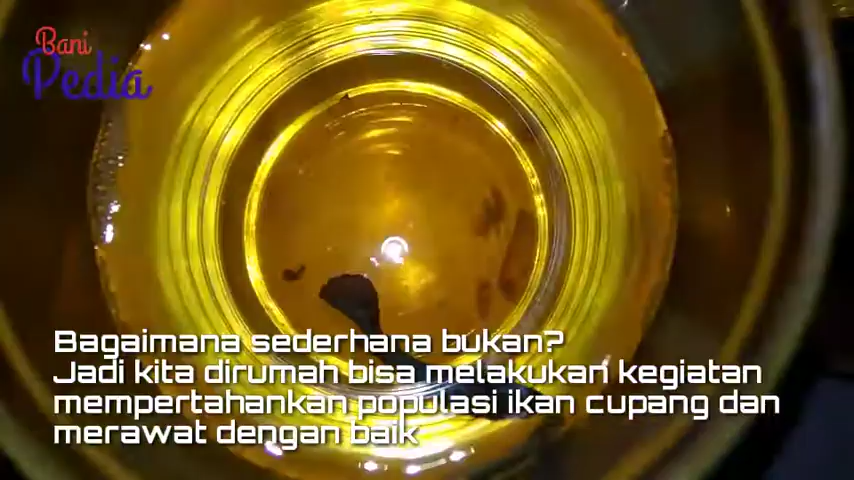 Bani
Pedia
Bagaimana sederhana bukan?
Jadi kita dirumah bisa melakukan kegiatan
mempertahankan populasi ikan cupang dan
merawat dengan baik